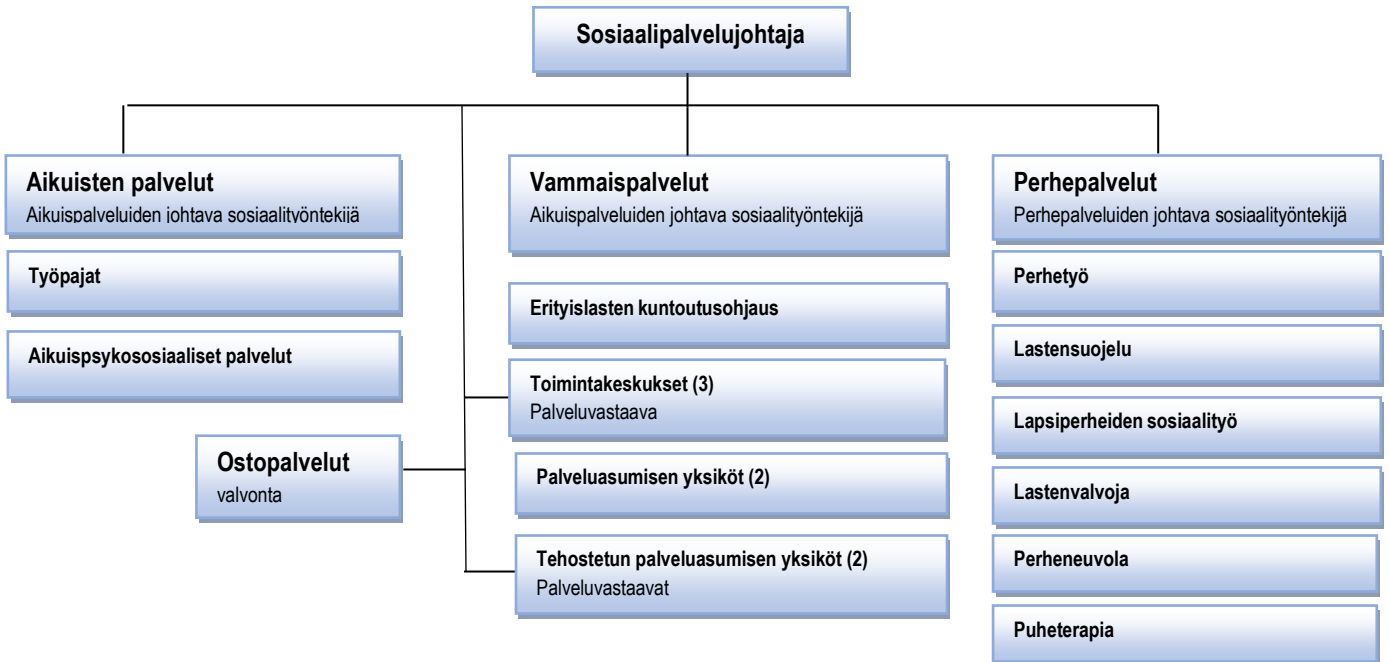 Sosiaalipalvelujohtaja
Aikuisten palvelut
Aikuispalveluiden johtava sosiaalityöntekijä
Työpajat
Aikuispsykososiaaliset palvelut
Ostopalvelut
valvonta
Vammaispalvelut
Aikuispalveluiden johtava sosiaalityöntekijä
Erityislasten kuntoutusohjaus
Toimintakeskukset (3)
Palveluvastaava
Palveluasumisen yksiköt (2)
Tehostetun palveluasumisen yksiköt (2)
Palveluvastaavat
Perhepalvelut
Perhepalveluiden johtava sosiaalityöntekijä
Perhetyö
Lastensuojelu
Lapsiperheiden sosiaalityö
Lastenvalvoja
Perheneuvola
Puheterapia